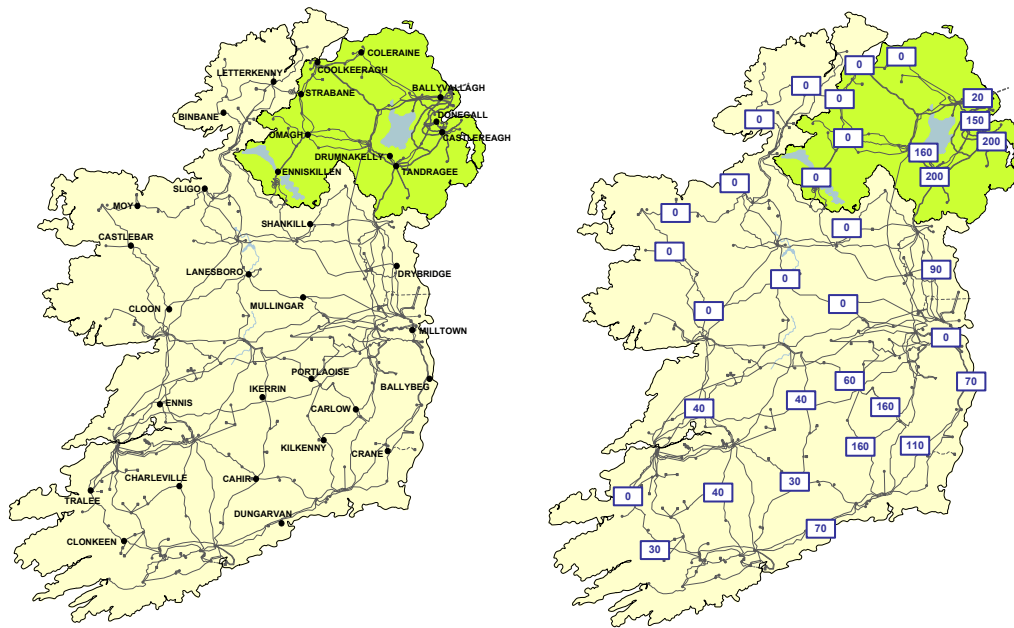 COLERAINE
COOLKEERAGH
LETTERKENNY
STRABANE
BALLYVALLAGH
BINBANE
DONEGALL
OMAGH
CASTLEREAGH
DRUMNAKELLY
TANDRAGEE
ENNISKILLEN
SLIGO
MOY
SHANKILL
CASTLEBAR
LANESBORO
DRYBRIDGE
MULLINGAR
CLOON
MILLTOWN
PORTLAOISE
IKERRIN
BALLYBEG
ENNIS
CARLOW
KILKENNY
CRANE
CHARLEVILLE
CAHIR
TRALEE
DUNGARVAN
CLONKEEN
0
0
0
0
20
0
150
0
200
160
0
200
0
0
0
0
90
0
0
0
0
60
70
40
40
160
160
110
30
40
0
70
30